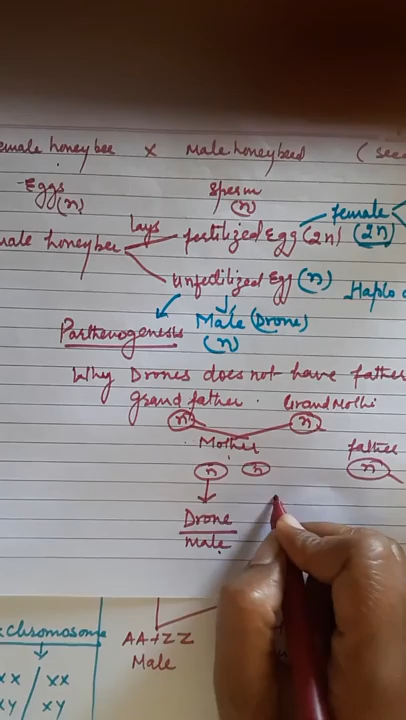 emale honeybee × Male honeybeed (see
Eggs Sperm
(n) (n)
male honeybee lays fertilized Egg (2n) female (2n)
unfertilized Egg (n) Haplo d
Parthenogenesis Male (Drone)
(n)
Why Drones does not have father
grand father. Grand Mothe
n n
Mother father
n n n
Drone
Male
chromosome AA+ZZ
Male
XX / XX
XY / XY